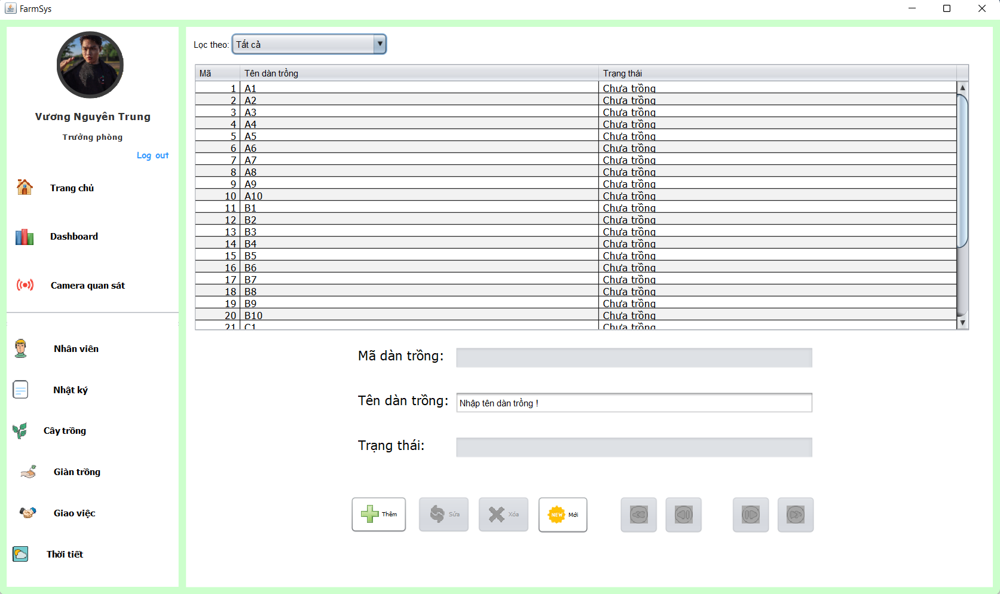 FarmSys
Vương Nguyên Trung
Trưởng phòng
Log out
Trang chủ
Dashboard
Camera quan sát
Nhân viên
Nhật ký
Cây trồng
Giàn trồng
Giao việc
Thời tiết
Lọc theo: Tất cả
Mã Tên dàn trồng Trạng thái
1 A1 Chưa trồng
2 A2 Chưa trồng
3 A3 Chưa trồng
4 A4 Chưa trồng
5 A5 Chưa trồng
6 A6 Chưa trồng
7 A7 Chưa trồng
8 A8 Chưa trồng
9 A9 Chưa trồng
10 A10 Chưa trồng
11 B1 Chưa trồng
12 B2 Chưa trồng
13 B3 Chưa trồng
14 B4 Chưa trồng
15 B5 Chưa trồng
16 B6 Chưa trồng
17 B7 Chưa trồng
18 B8 Chưa trồng
19 B9 Chưa trồng
20 B10 Chưa trồng
21 C1 Chưa trồng
Mã dàn trồng:
Tên dàn trồng: Nhập tên dàn trồng !
Trạng thái:
Thêm Sửa Xóa NEW Mới